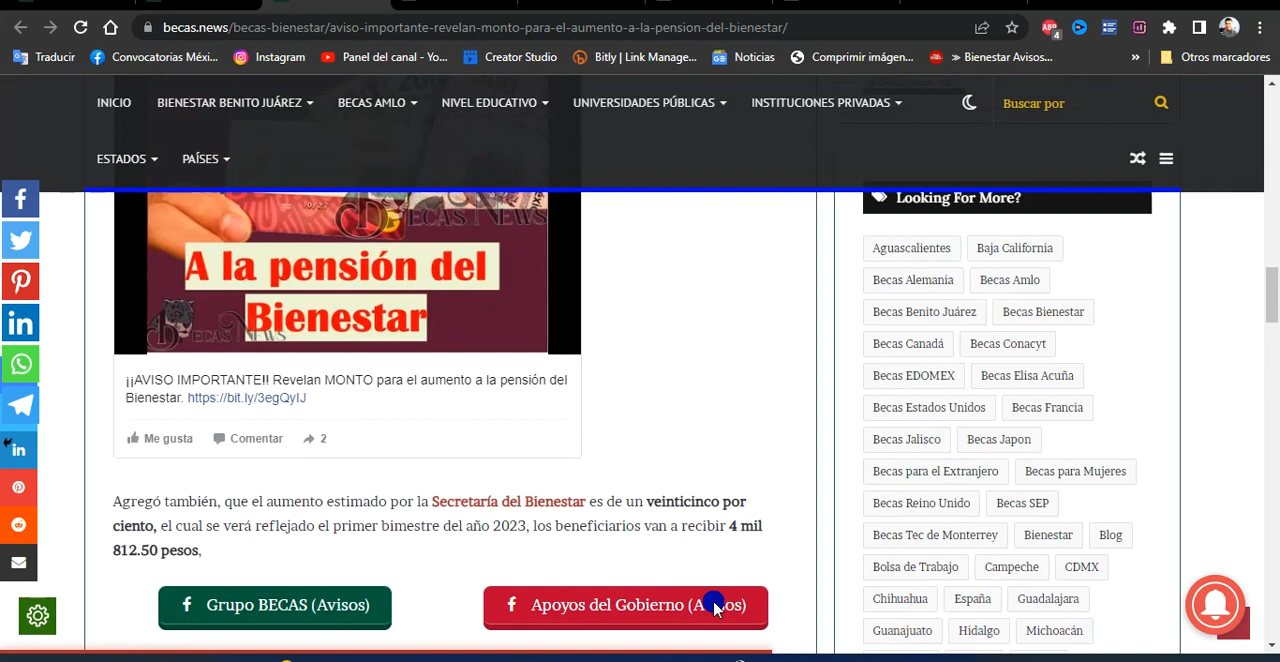 becas.news/becas-bienestar/aviso-importante-revelan-monto-para-el-aumento-a-la-pension-del-bienestar/
4
Traducir Convocatorias Méxi... Instagram Panel del canal - Yo... Creator Studio Bitly | Link Manage... Noticias Comprimir imágen... ≫ Bienestar Avisos... » Otros marcadores
INICIO BIENESTAR BENITO JUÁREZ BECAS AMLO NIVEL EDUCATIVO UNIVERSIDADES PÚBLICAS INSTITUCIONES PRIVADAS Buscar por
ESTADOS PAÍSES
BECAS NEWS
A la pensión del
Bienestar
BECAS NEWS
¡¡AVISO IMPORTANTE!! Revelan MONTO para el aumento a la pensión del
Bienestar. https://bit.ly/3egQyIJ
Me gusta Comentar 2
Agregó también, que el aumento estimado por la Secretaría del Bienestar es de un veinticinco por
ciento, el cual se verá reflejado el primer bimestre del año 2023, los beneficiarios van a recibir 4 mil
812.50 pesos,
Grupo BECAS (Avisos) Apoyos del Gobierno
Looking For More?
Aguascalientes Baja California
Becas Alemania Becas Amlo
Becas Benito Juárez Becas Bienestar
Becas Canadá Becas Conacyt
Becas EDOMEX Becas Elisa Acuña
Becas Estados Unidos Becas Francia
Becas Jalisco Becas Japon
Becas para el Extranjero Becas para Mujeres
Becas Reino Unido Becas SEP
Becas Tec de Monterrey Bienestar Blog
Bolsa de Trabajo Campeche CDMX
Chihuahua España Guadalajara
Guanajuato Hidalgo Michoacán